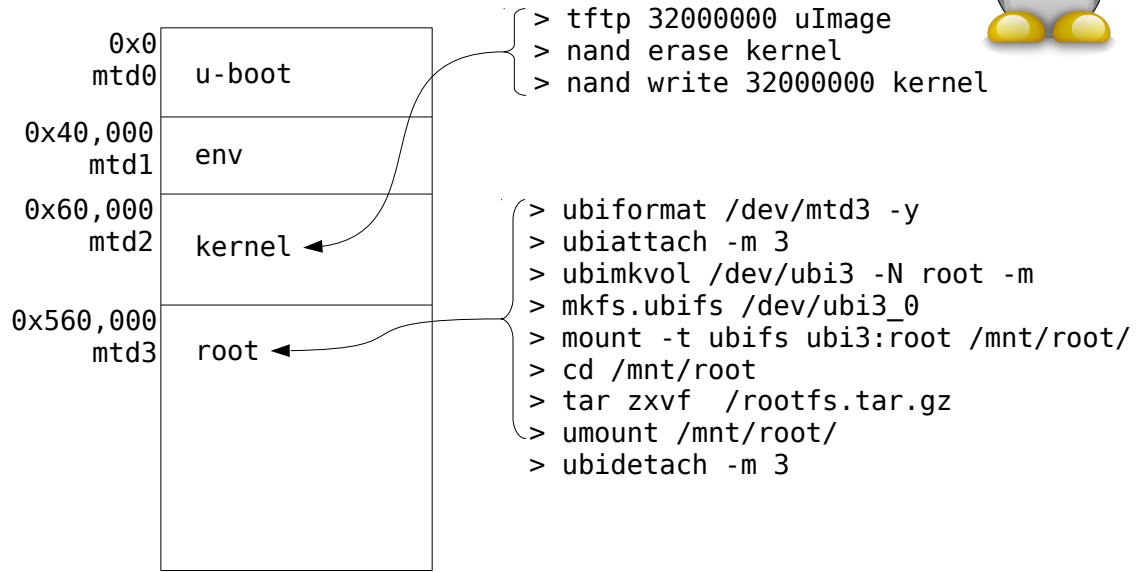 0x0
mtd0
u-boot
0x40,000
mtd1
env
0x60,000
mtd2
kernel
0x560,000
mtd3
root
> tftp 32000000 uImage
> nand erase kernel
> nand write 32000000 kernel
> ubiformat /dev/mtd3 -y
> ubiattach -m 3
> ubimkvol /dev/ubi3 -N root -m
> mkfs.ubifs /dev/ubi3_0
> mount -t ubifs ubi3:root /mnt/root/
> cd /mnt/root
> tar zxvf  /rootfs.tar.gz
> umount /mnt/root/
> ubidetach -m 3